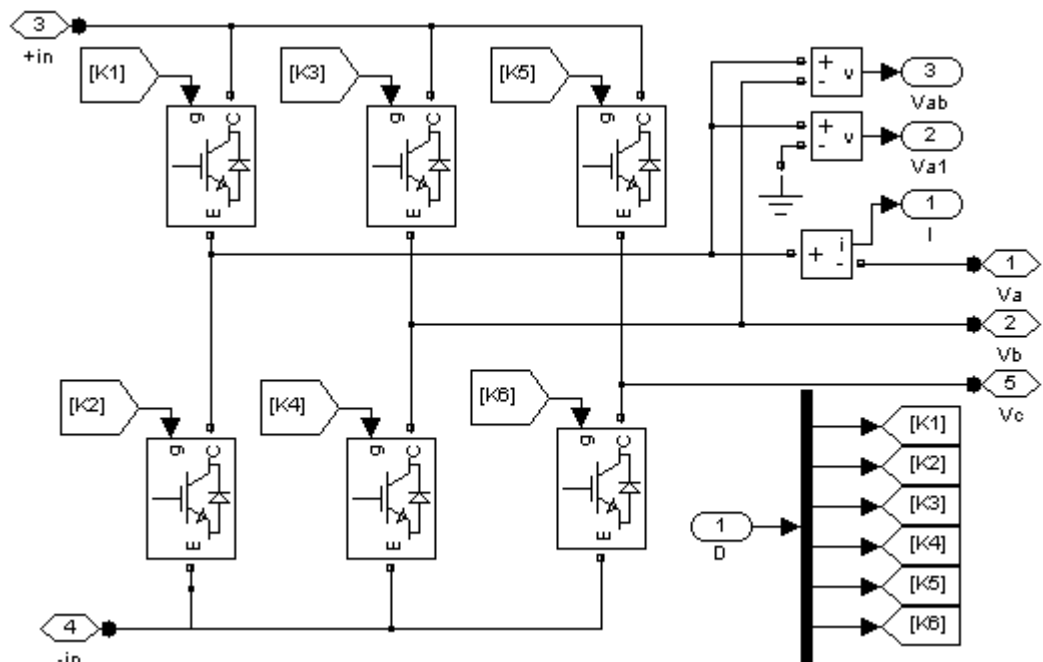 3
+in
[K1]
[K3]
[K5]
g
C
E
g
C
E
g
C
E
+
-
v
3
Vab
+
-
v
2
Va1
1
I
+
i
-
1
Va
2
Vb
5
Vc
[K2]
[K4]
[K6]
g
C
E
g
C
E
g
C
E
1
D
[K1]
[K2]
[K3]
[K4]
[K5]
[K6]
4
-in